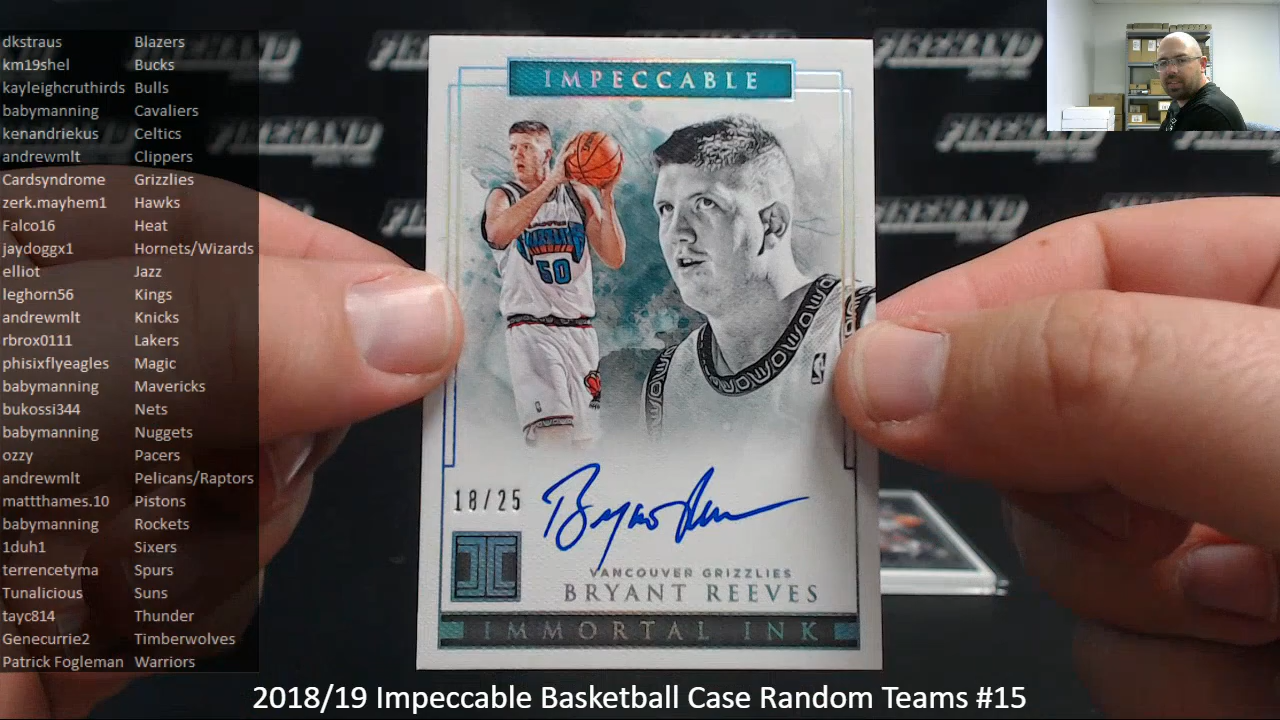 dkstraus Blazers
km19shel Bucks
kayleighcruthirds Bulls
babymanning Cavaliers
kenandriekus Celtics
andrewmlt Clippers
Cardsyndrome Grizzlies
zerk.mayhem1 Hawks
Falco16 Heat
jaydoggx1 Hornets/Wizards
elliot Jazz
leghorn56 Kings
andrewmlt Knicks
rbrox0111 Lakers
phisixflyeagles Magic
babymanning Mavericks
bukossi344 Nets
babymanning Nuggets
ozzy Pacers
andrewmlt Pelicans/Raptors
mattthames.10 Pistons
babymanning Rockets
1duh1 Sixers
terrencetyma Spurs
Tunalicious Suns
tayc814 Thunder
Genecurrie2 Timberwolves
Patrick Fogleman Warriors
IMPECCABLE
GRIZZLIES
50
18/25
VANCOUVER GRIZZLIES
BRYANT REEVES
IMMORTAL INK
2018/19 Impeccable Basketball Case Random Teams #15